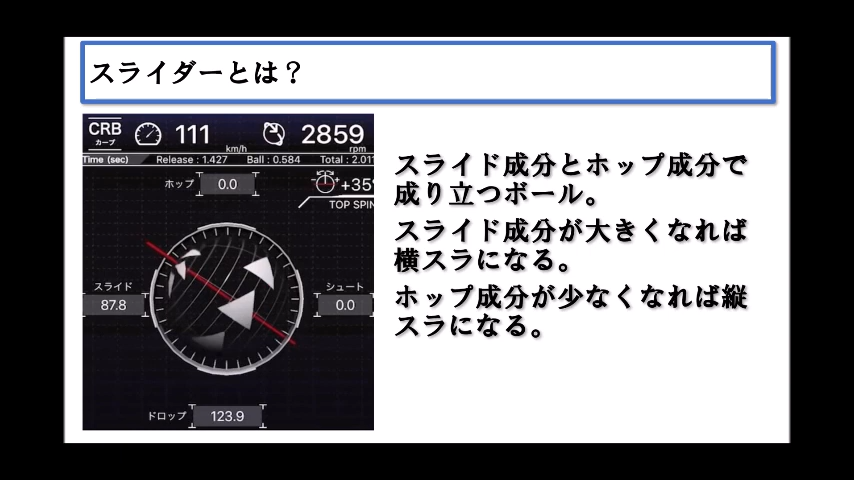 スライダーとは？
CRB
カーブ
111
km/h
2859
rpm
Time (sec)
Release : 1.427
Ball : 0.584
Total : 2.011
ホップ
0.0
+35°
TOP SPIN
スライド
87.8
シュート
0.0
ドロップ
123.9
スライド成分とホップ成分で
成り立つボール。
スライド成分が大きくなれば
横スラになる。
ホップ成分が少なくなれば縦
スラになる。